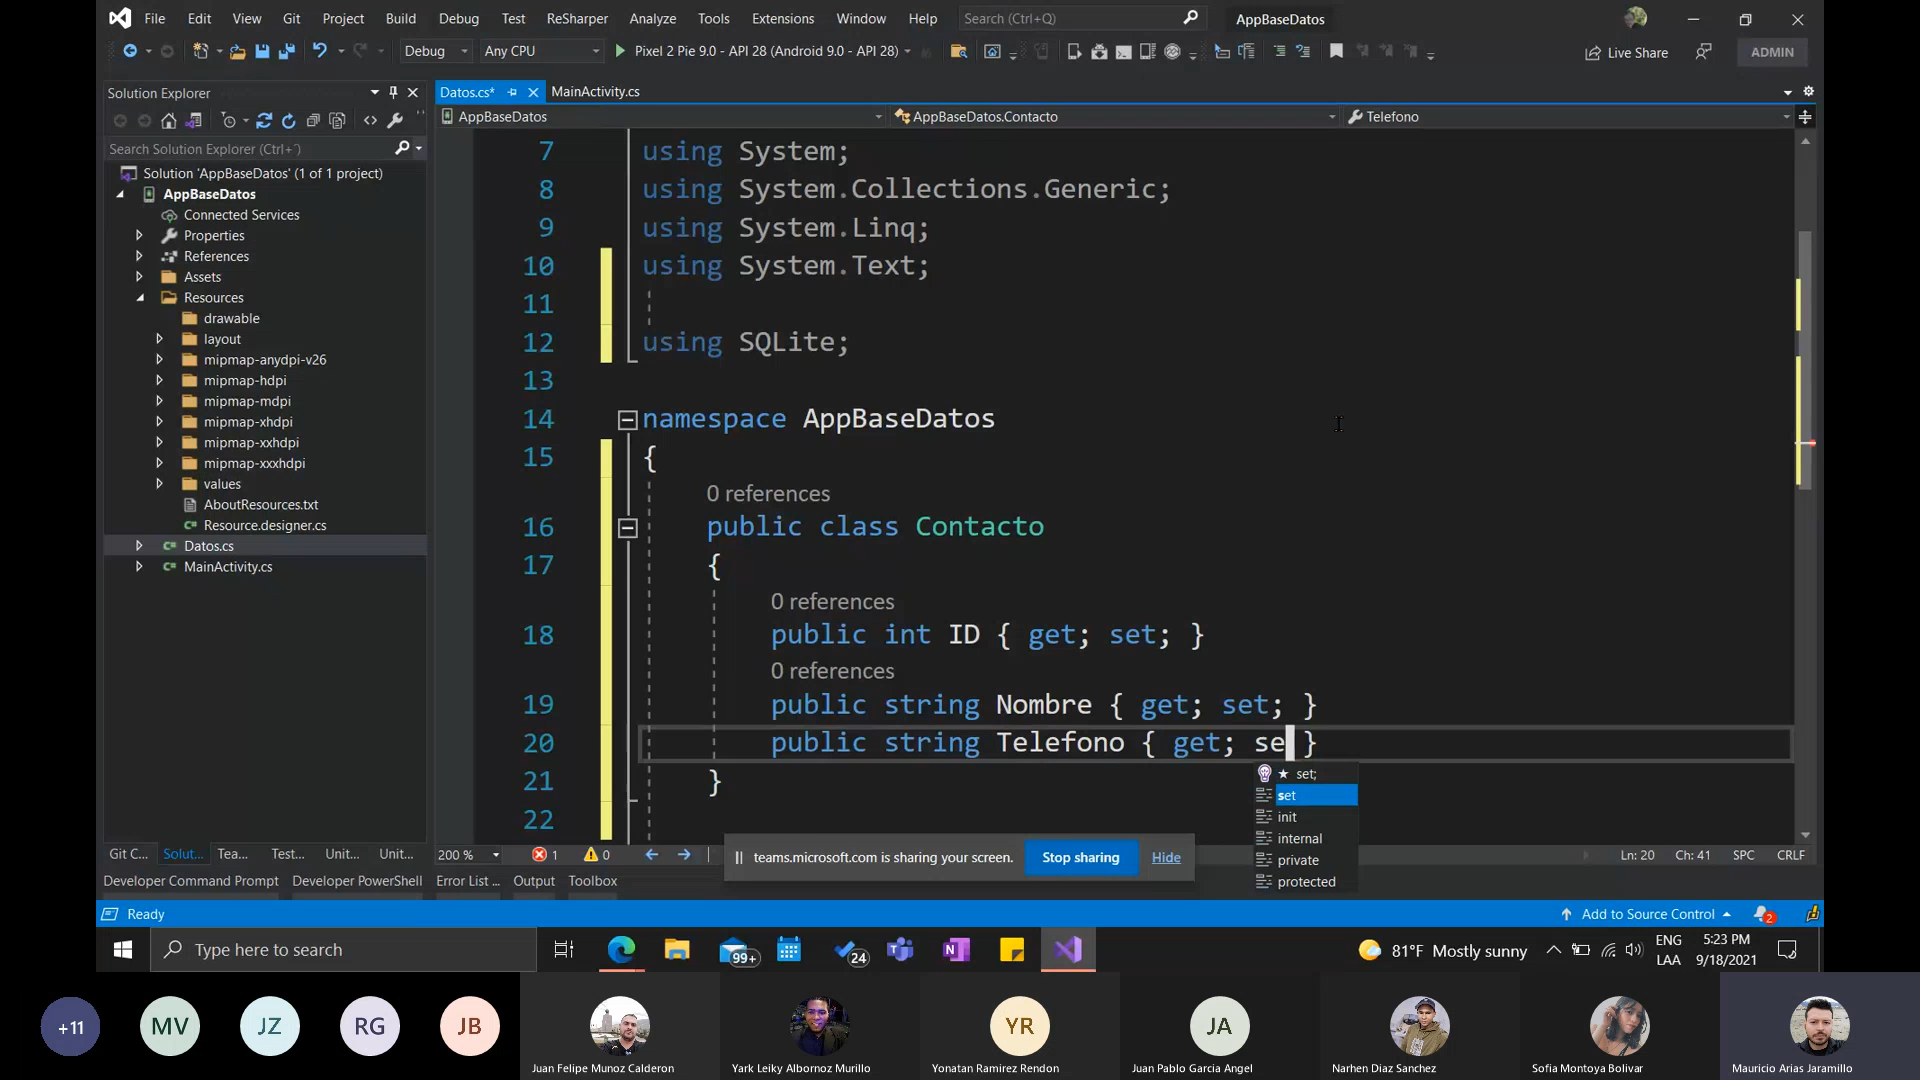 File Edit View Git Project Build Debug Test ReSharper Analyze Tools Extensions Window Help Search (Ctrl+Q) AppBaseDatos
Debug Any CPU Pixel 2 Pie 9.0 - API 28 (Android 9.0 - API 28) Live Share ADMIN
Solution Explorer
Search Solution Explorer (Ctrl+¨)
Solution 'AppBaseDatos' (1 of 1 project)
AppBaseDatos
Connected Services
Properties
References
Assets
Resources
drawable
layout
mipmap-anydpi-v26
mipmap-hdpi
mipmap-mdpi
mipmap-xhdpi
mipmap-xxhdpi
mipmap-xxxhdpi
values
AboutResources.txt
Resource.designer.cs
Datos.cs
MainActivity.cs
Git C... Solut... Tea... Test... Unit... Unit...
Datos.cs* MainActivity.cs
AppBaseDatos AppBaseDatos.Contacto Telefono
7 using System;
8 using System.Collections.Generic;
9 using System.Linq;
10 using System.Text;
11
12 using SQLite;
13
14 namespace AppBaseDatos
15 {
0 references
16 public class Contacto
17 {
0 references
18 public int ID { get; set; }
0 references
19 public string Nombre { get; set; }
20 public string Telefono { get; se }
21 }
22
★ set;
set
init
internal
private
protected
200 % 1 0 Ln: 20 Ch: 41 SPC CRLF
teams.microsoft.com is sharing your screen. Stop sharing Hide
Developer Command Prompt Developer PowerShell Error List ... Output Toolbox
Ready Add to Source Control 2
Type here to search 99+ 24 81°F Mostly sunny ENG LAA 5:23 PM 9/18/2021
+11 MV JZ RG JB YR JA
Juan Felipe Munoz Calderon Yark Leiky Albornoz Murillo Yonatan Ramirez Rendon Juan Pablo Garcia Angel Narhen Diaz Sanchez Sofia Montoya Bolivar Mauricio Arias Jaramillo